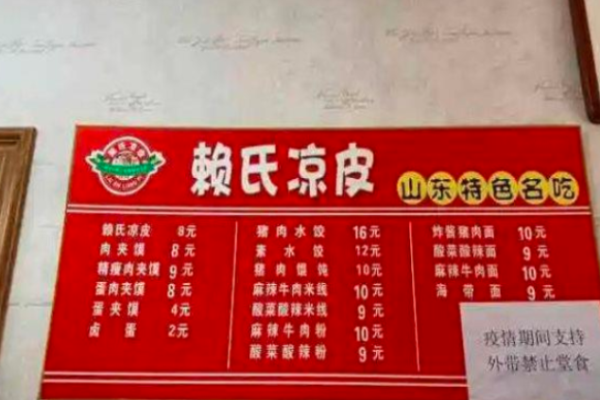 赖氏凉皮
山东特色名吃
赖氏凉皮 8元
肉夹馍 8元
精瘦肉夹馍 9元
蛋肉夹馍 8元
蛋夹馍 4元
卤蛋 2元
猪肉水饺 16元
素水饺 12元
猪肉馄饨 10元
麻辣牛肉米线 10元
酸菜酸辣米线 9元
麻辣牛肉粉 10元
酸菜酸辣粉 9元
炸酱猪肉面 10元
酸菜酸辣面 9元
麻辣牛肉面 10元
海带面 9元
疫情期间支持
外带禁止堂食